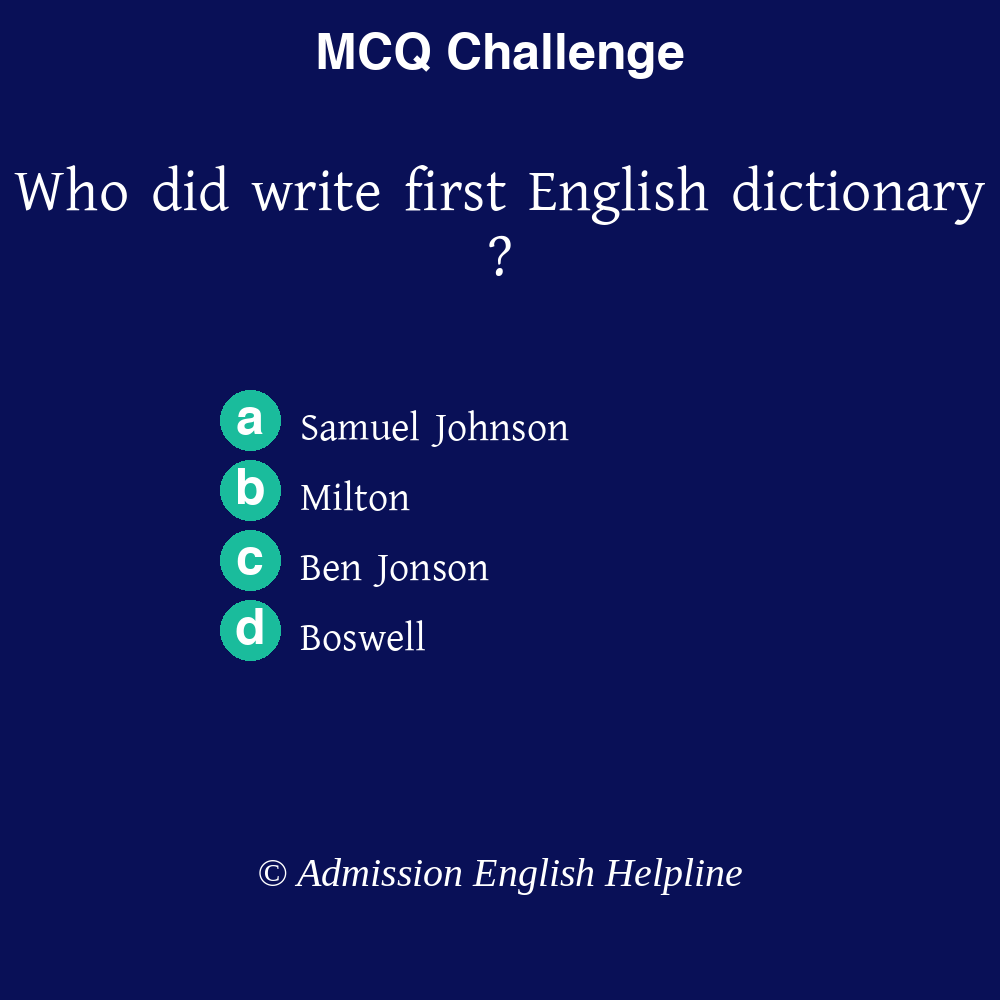 MCQ Challenge
Who did write first English dictionary
?
a Samuel Johnson
b Milton
c Ben Jonson
d Boswell
© Admission English Helpline